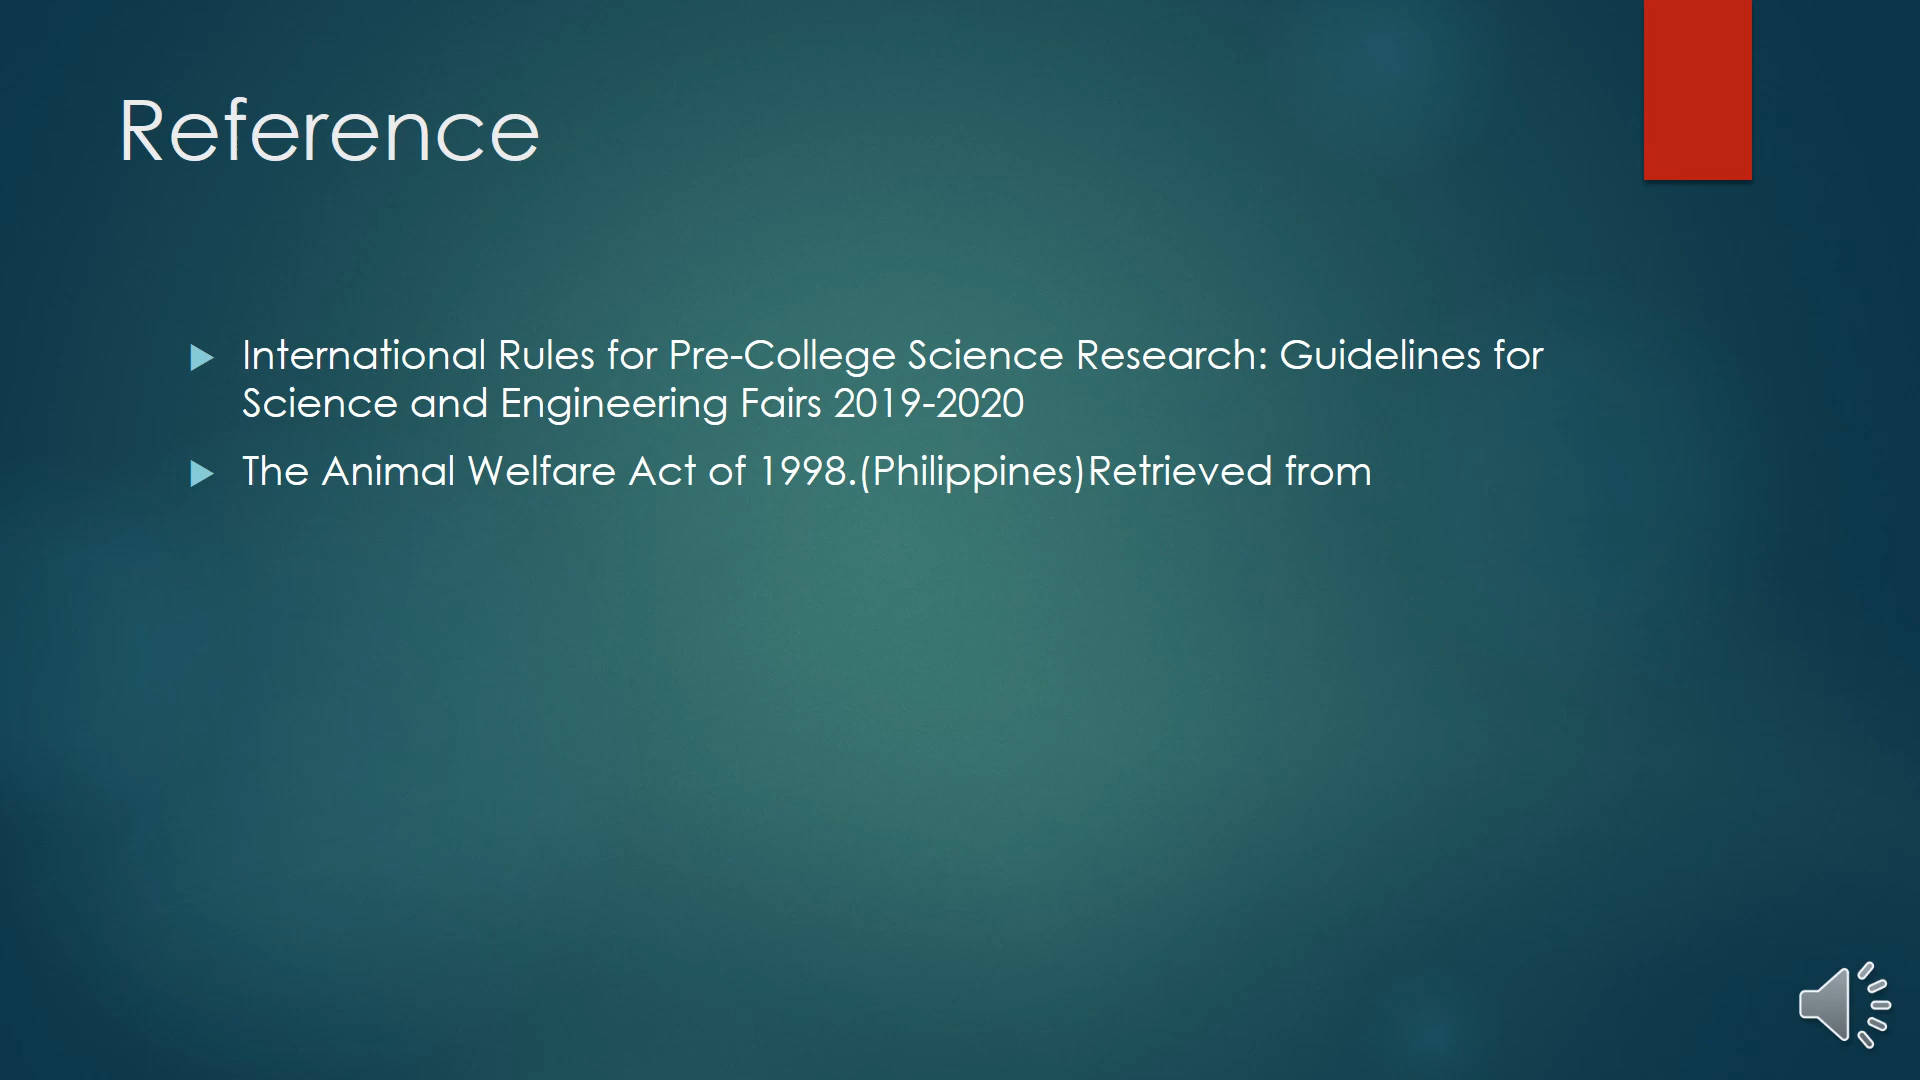 Reference
International Rules for Pre-College Science Research: Guidelines for
Science and Engineering Fairs 2019-2020
The Animal Welfare Act of 1998.(Philippines)Retrieved from